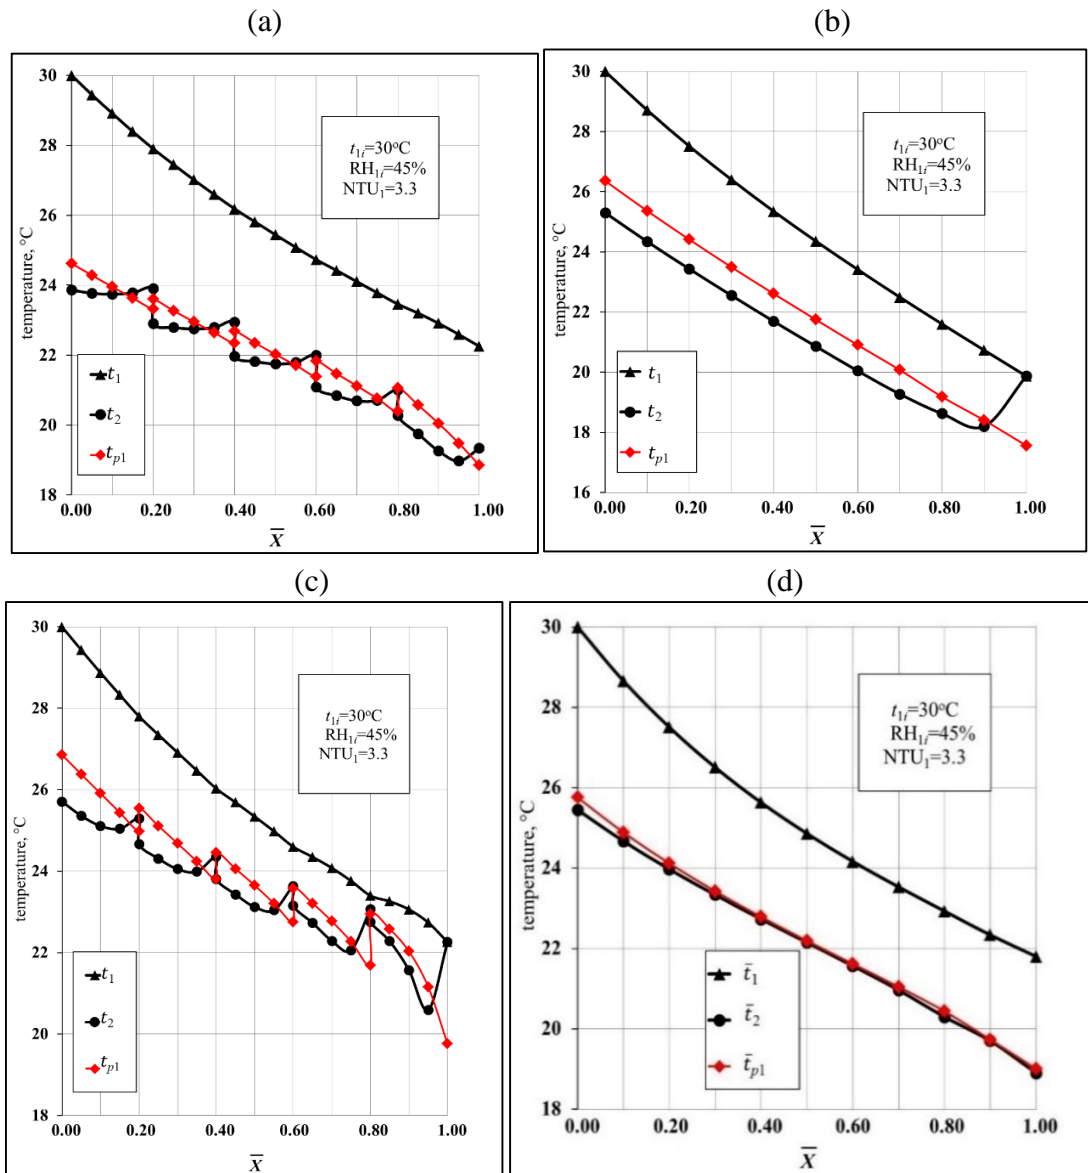 (a)
30
28
26
24
22
20
18
temperature, °C
t1i=30°C
RH1i=45%
NTU1=3.3
t1
t2
tp1
0.00 0.20 0.40 0.60 0.80 1.00
X̅
(b)
30
28
26
24
22
20
18
16
temperature, °C
t1i=30°C
RH1i=45%
NTU1=3.3
t1
t2
tp1
0.00 0.20 0.40 0.60 0.80 1.00
X̅
(c)
30
28
26
24
22
20
18
temperature, °C
t1i=30°C
RH1i=45%
NTU1=3.3
t1
t2
tp1
0.00 0.20 0.40 0.60 0.80 1.00
X̅
(d)
30
28
26
24
22
20
18
temperature, °C
t1i=30°C
RH1i=45%
NTU1=3.3
t̄1
t̄2
t̄p1
0.00 0.20 0.40 0.60 0.80 1.00
X̅